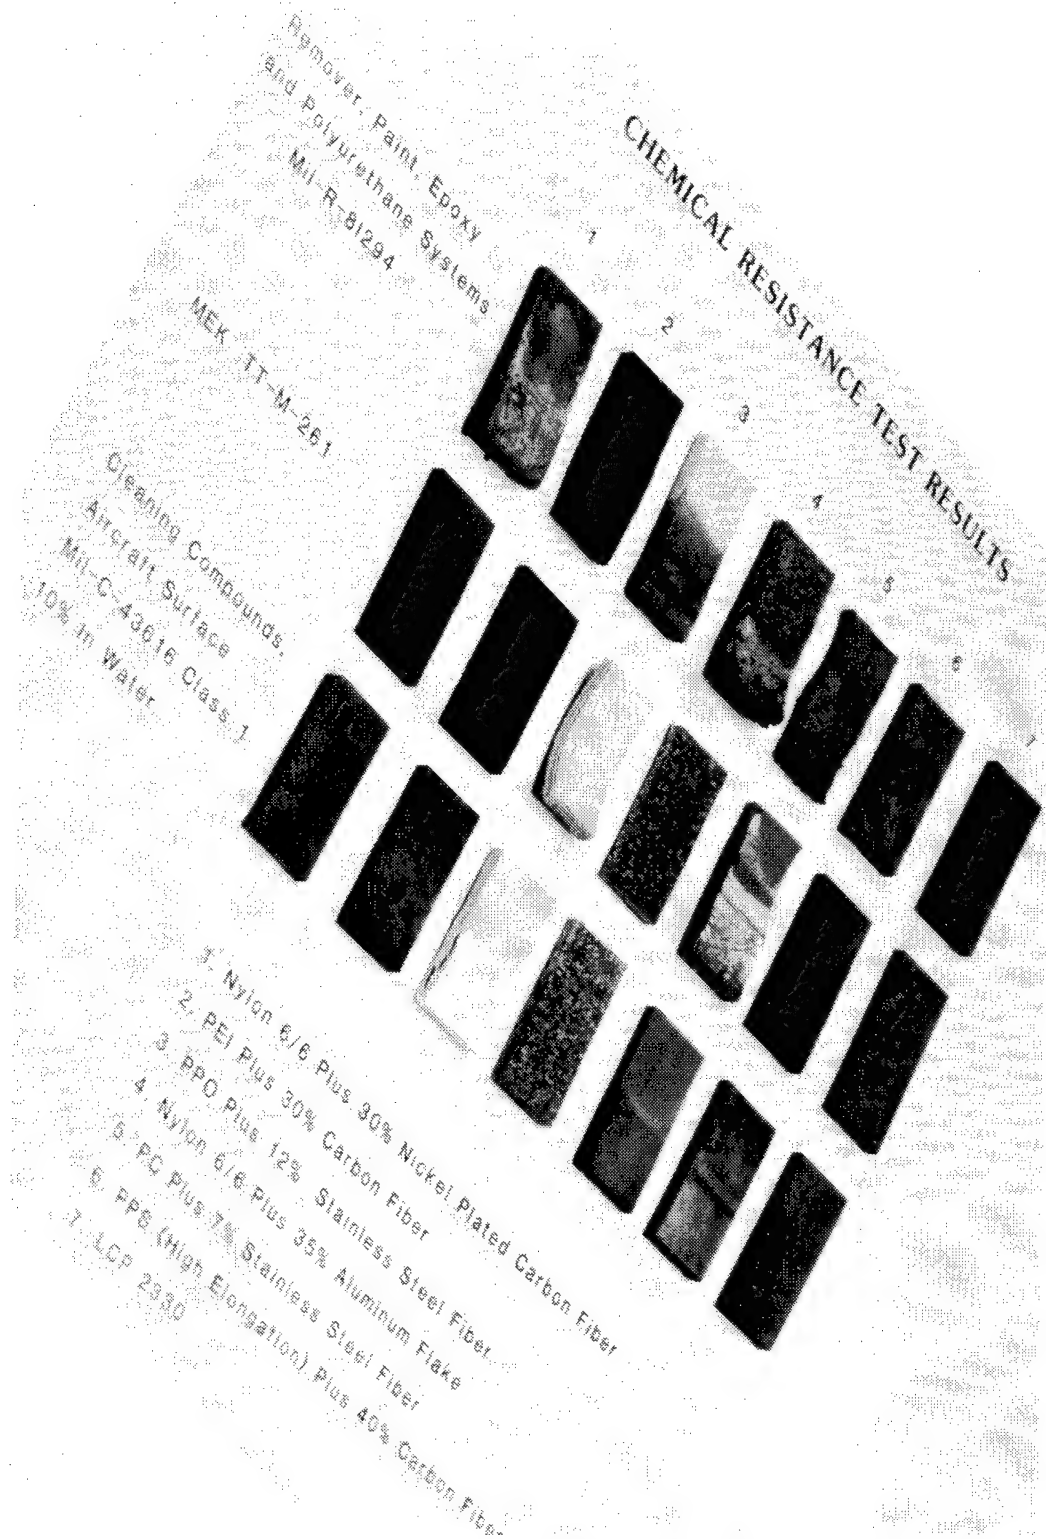 CHEMICAL RESISTANCE TEST RESULTS
1 2 3 4 5 6 7
Remover, Paint, Epoxy
and Polyurethane Systems
Mil-R-81294
MEK TT-M-261
Cleaning Compounds,
Aircraft Surface
Mil-C-43616 Class 1
10% In Water
1. Nylon 6/6 Plus 30% Nickel Plated Carbon Fiber
2. PEI Plus 30% Carbon Fiber
3. PPO Plus 12% Stainless Steel Fiber
4. Nylon 6/6 Plus 35% Aluminum Flake
5. PC Plus 7% Stainless Steel Fiber
6. PPS (High Elongation) Plus 40% Carbon Fiber
7. LCP 2330